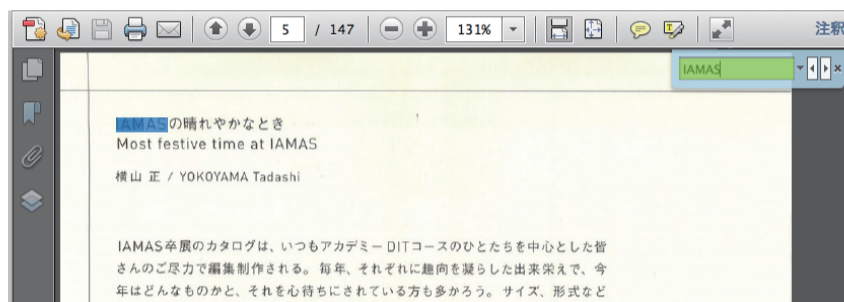 5 / 147
131%
注釈
IAMAS
IAMASの晴れやかなとき
Most festive time at IAMAS
横山 正 / YOKOYAMA Tadashi
IAMAS卒展のカタログは、いつもアカデミーDITコースのひとたちを中心とした皆
さんのご尽力で編集制作される。毎年、それぞれに趣向を凝らした出来栄えで、今
年はどんなものかと、それを心待ちにされている方も多かろう。サイズ、形式など